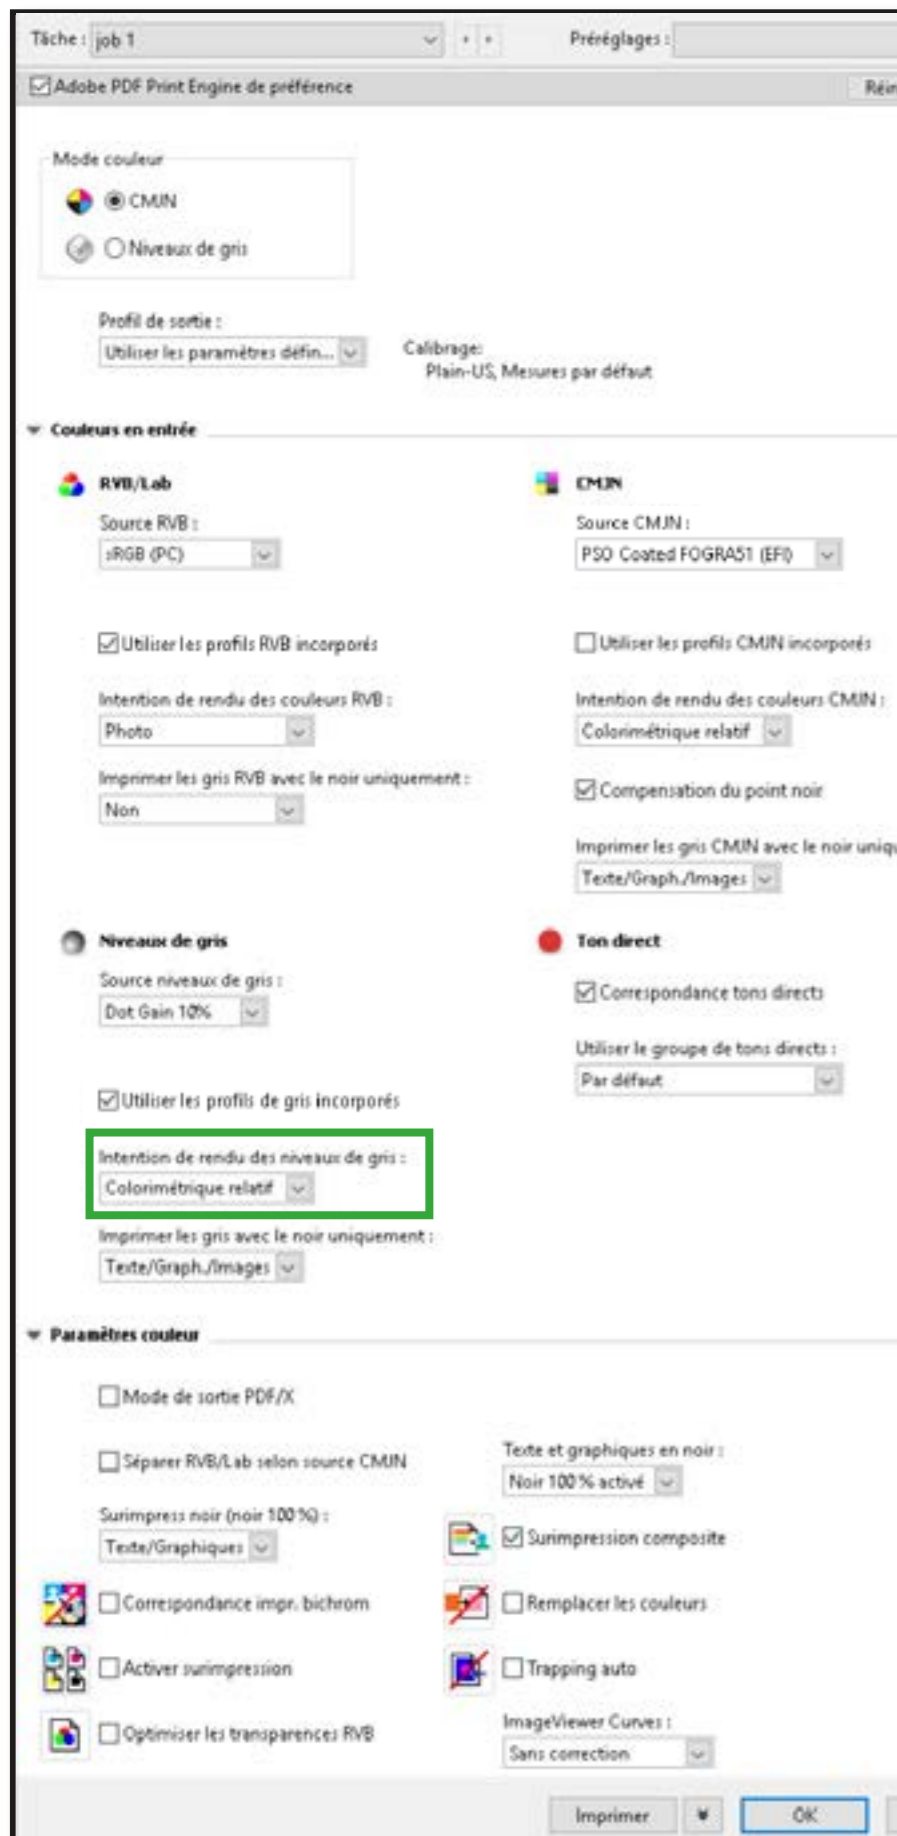 Tâche : job 1 Préréglages :
Adobe PDF Print Engine de préférence
Mode couleur
CMJN
Niveaux de gris
Profil de sortie :
Utiliser les paramètres défin...
Calibrage:
Plain-US, Mesures par défaut
Couleurs en entrée
RVB/Lab
Source RVB :
sRGB (PC)
Utiliser les profils RVB incorporés
Intention de rendu des couleurs RVB :
Photo
Imprimer les gris RVB avec le noir uniquement :
Non
CMJN
Source CMJN :
PSO Coated FOGRA51 (EFI)
Utiliser les profils CMJN incorporés
Intention de rendu des couleurs CMJN :
Colorimétrique relatif
Compensation du point noir
Imprimer les gris CMJN avec le noir
Texte/Graph./Images
Niveaux de gris
Source niveaux de gris :
Dot Gain 10%
Utiliser les profils de gris incorporés
Intention de rendu des niveaux de gris :
Colorimétrique relatif
Imprimer les gris avec le noir uniquement :
Texte/Graph./Images
Ton direct
Correspondance tons directs
Utiliser le groupe de tons directs :
Par défaut
Paramètres couleur
Mode de sortie PDF/X
Séparer RVB/Lab selon source CMJN
Surimpress noir (noir 100 %) :
Texte/Graphiques
Correspondance impr. bichrom
Activer surimpression
Optimiser les transparences RVB
Texte et graphiques en noir :
Noir 100 % activé
Surimpression composite
Remplacer les couleurs
Trapping auto
ImageViewer Curves :
Sans correction
Imprimer
OK